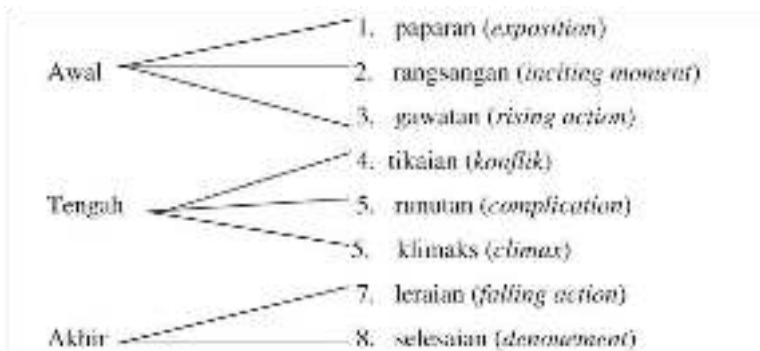 1. paparan (exposition)
Awal
2. rangsangan (inciting moment)
3. gawatan (rising action)
4. tikaian (konflik)
Tengah
5. runutan (complication)
5. klimaks (climax)
7. leraian (falling action)
Akhir
8. selesaian (denouement)